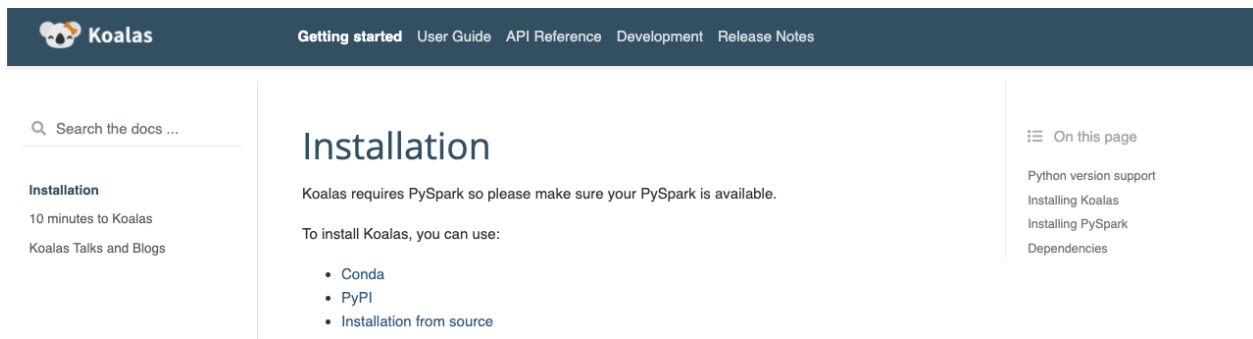 Koalas
Getting started User Guide API Reference Development Release Notes
Search the docs ...
Installation
10 minutes to Koalas
Koalas Talks and Blogs
Installation
Koalas requires PySpark so please make sure your PySpark is available.
To install Koalas, you can use:
Conda
PyPI
Installation from source
On this page
Python version support
Installing Koalas
Installing PySpark
Dependencies